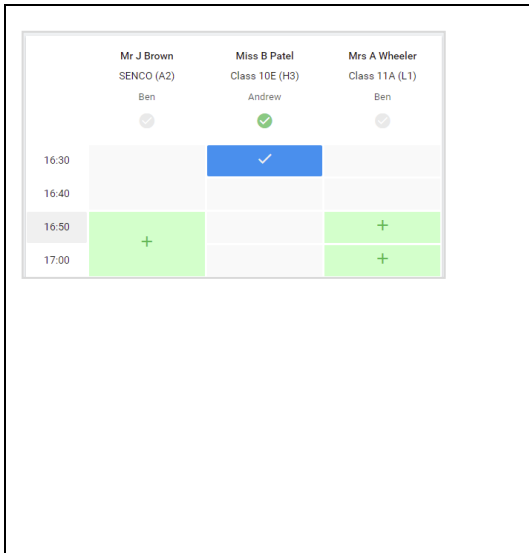 Mr J Brown Miss B Patel Mrs A Wheeler
SENCO (A2) Class 10E (H3) Class 11A (L1)
Ben Andrew Ben
16:30
16:40
16:50 + +
17:00 +